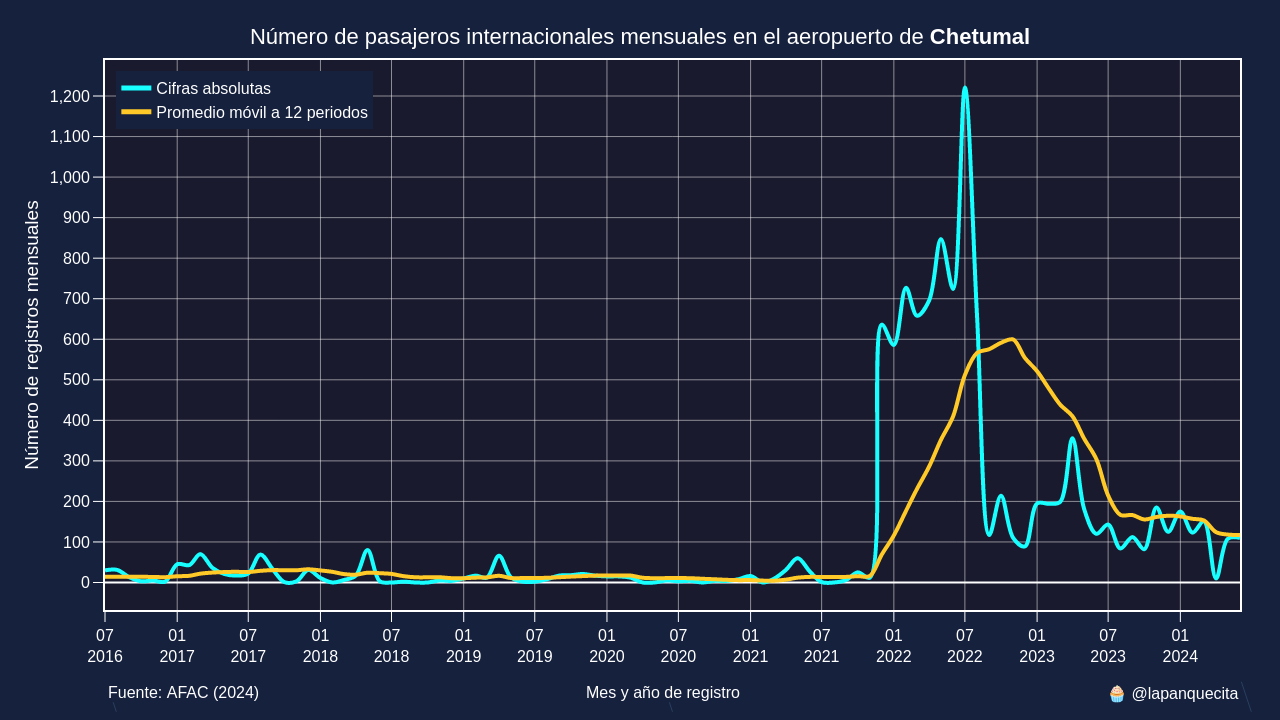 Número de pasajeros internacionales mensuales en el aeropuerto de Chetumal
Cifras absolutas
Promedio móvil a 12 periodos
Número de registros mensuales
1,200
1,100
1,000
900
800
700
600
500
400
300
200
100
0
07 01 07 01 07 01 07 01 07 01 07 01 07 01 07 01
2016 2017 2017 2018 2018 2019 2019 2020 2020 2021 2021 2022 2022 2023 2023 2024
Fuente: AFAC (2024) Mes y año de registro 🧁 @lapanquecita